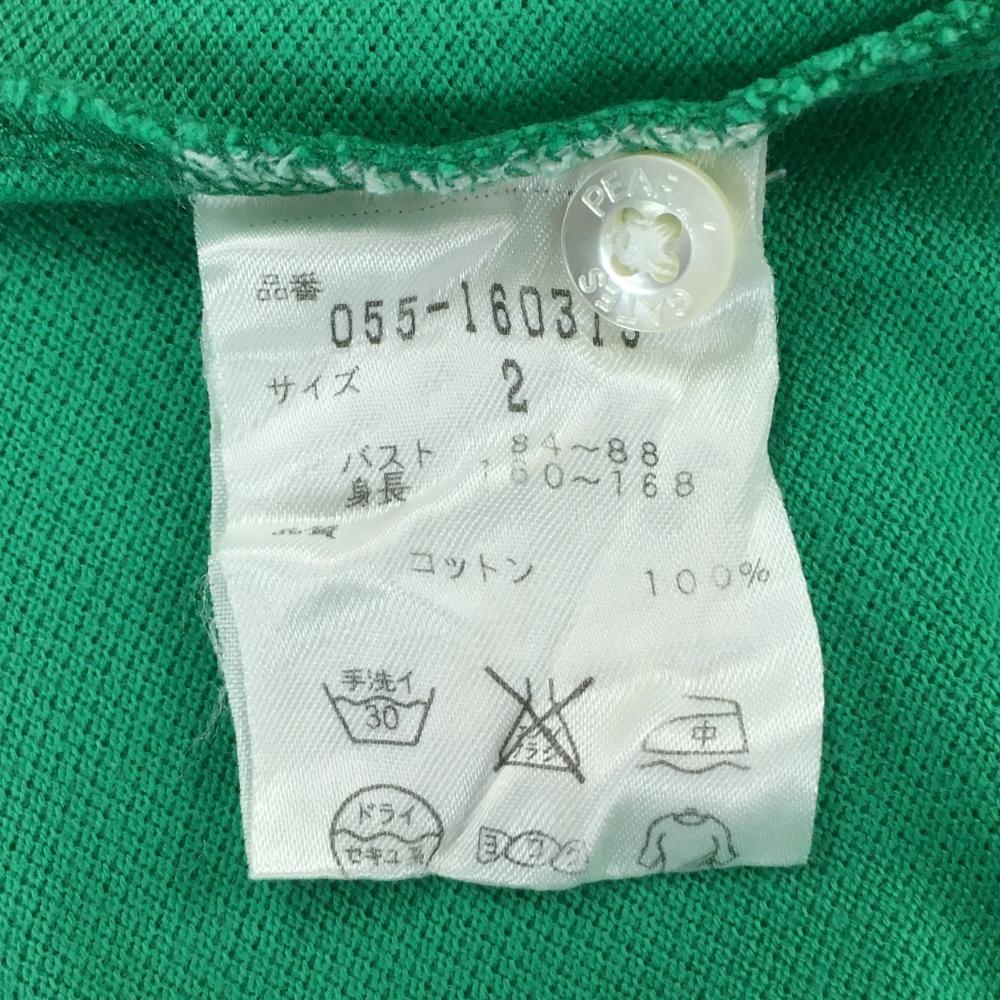 PEAR
GATES
品番
055-16031
サイズ 2
バスト 84~88
身長 160~168
コットン 100%
手洗イ
30
中
ドライ
セキユ系